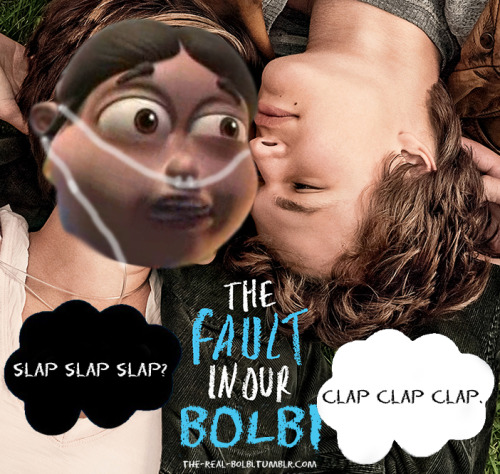 THE
FAULT
IN OUR
BOLBI
SLAP SLAP SLAP?
CLAP CLAP CLAP.
THE-REAL-BOLBI.TUMBLR.COM